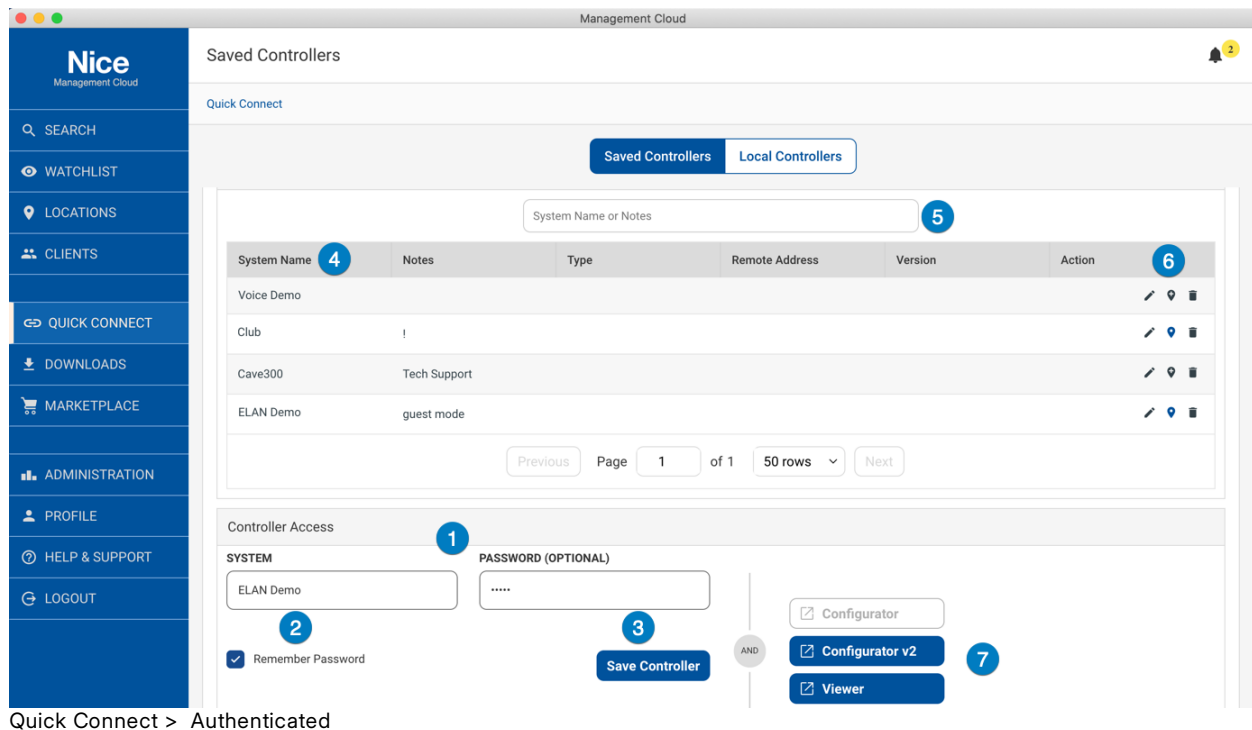 Management Cloud
Nice
Management Cloud
Saved Controllers
2
Quick Connect
SEARCH
WATCHLIST
LOCATIONS
CLIENTS
QUICK CONNECT
DOWNLOADS
MARKETPLACE
ADMINISTRATION
PROFILE
HELP & SUPPORT
LOGOUT
Saved Controllers Local Controllers
System Name or Notes 5
System Name 4 Notes Type Remote Address Version Action 6
Voice Demo
Club !
Cave300 Tech Support
ELAN Demo guest mode
Previous Page 1 of 1 50 rows Next
Controller Access
1
SYSTEM PASSWORD (OPTIONAL)
ELAN Demo •••••
2 3
Remember Password Save Controller
AND
Configurator
Configurator v2 7
Viewer
Quick Connect > Authenticated